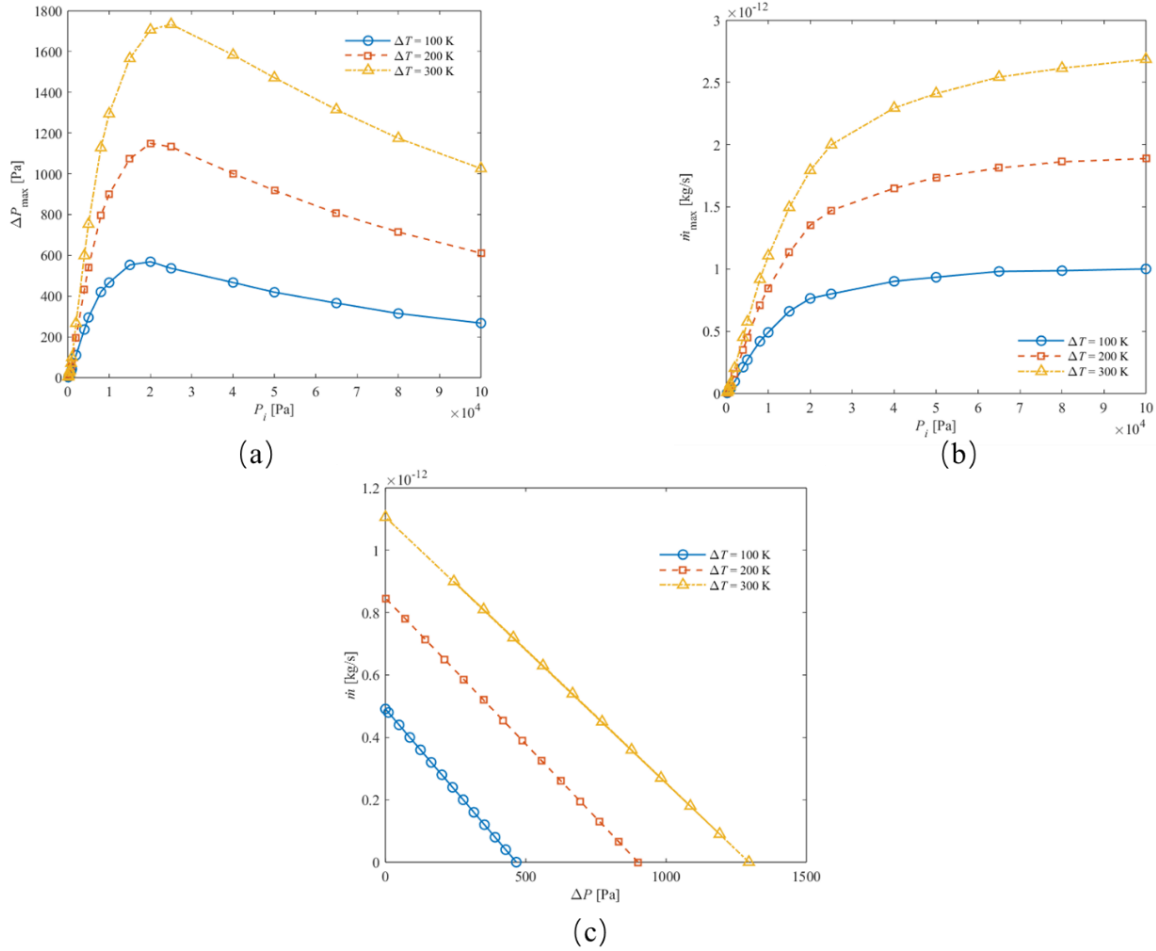 1800
1600
1400
1200
1000
800
600
400
200
0
ΔPmax [Pa]
0 1 2 3 4 5 6 7 8 9 10
×10⁴
Pi [Pa]
ΔT = 100 K
ΔT = 200 K
ΔT = 300 K
(a)
×10⁻¹²
3
2.5
2
1.5
1
0.5
0
ṁmax [kg/s]
0 1 2 3 4 5 6 7 8 9 10
×10⁴
Pi [Pa]
ΔT = 100 K
ΔT = 200 K
ΔT = 300 K
(b)
×10⁻¹²
1.2
1
0.8
0.6
0.4
0.2
0
ṁ [kg/s]
0 500 1000 1500
ΔP [Pa]
ΔT = 100 K
ΔT = 200 K
ΔT = 300 K
(c)